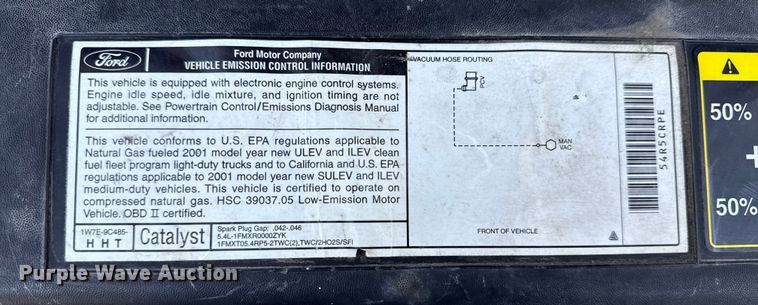 Ford
Ford Motor Company
VEHICLE EMISSION CONTROL INFORMATION
This vehicle is equipped with electronic engine control systems.
Engine idle speed, idle mixture, and ignition timing are not
adjustable. See Powertrain Control/Emissions Diagnosis Manual
for additional information.
This vehicle conforms to U.S. EPA regulations applicable to
Natural Gas fueled 2001 model year new ULEV and ILEV clean
fuel fleet program light-duty trucks and to California and U.S. EPA
regulations applicable to 2001 model year new SULEV and ILEV
medium-duty vehicles. This vehicle is certified to operate on
compressed natural gas. HSC 39037.05 Low-Emission Motor
Vehicle. OBD II certified.
1W7E-9C485-
HHT
Catalyst
Spark Plug Gap: .042-.046
5.4L-1FMXR0000ZYK
1FMXT05.4RP5-2TWC(2),TWC/2HO2S/SFI
VACUUM HOSE ROUTING
PCV
MAN
VAC
FRONT OF VEHICLE
54R5CRPE
50%
+
50%
Purple Wave Auction